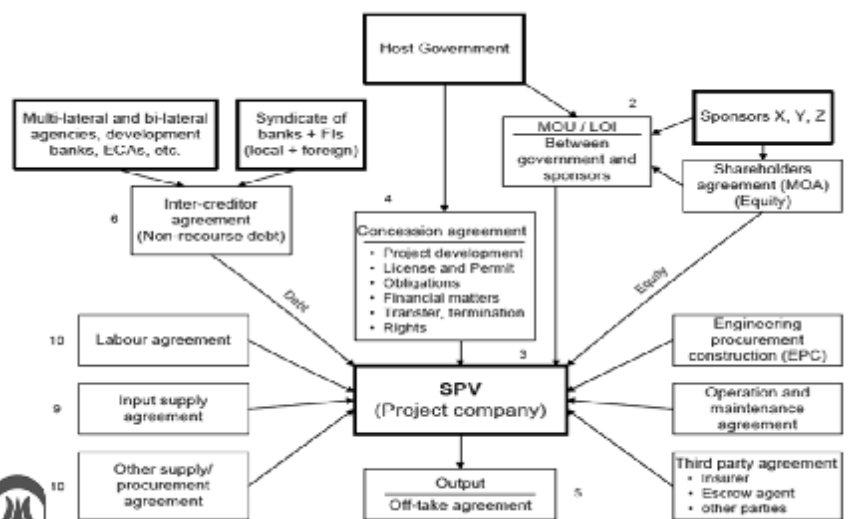 Host Government
2
Multi-lateral and bi-lateral
agencies, development
banks, ECAs, etc.
Syndicate of
banks + FIs
(local + foreign)
MOU / LOI
Between
government and
sponsors
Sponsors X, Y, Z
Shareholders
agreement (MOA)
(Equity)
4
6
Inter-creditor
agreement
(Non-recourse debt)
Concession agreement
• Project development
• License and Permit
• Obligations
• Financial matters
• Transfer, termination
• Rights
Debt
Equity
10
Labour agreement
3
Engineering
procurement
construction (EPC)
SPV
(Project company)
9
Input supply
agreement
Operation and
maintenance
agreement
10
Other supply/
procurement
agreement
Output
Off-take agreement
5
Third party agreement
• Insurer
• Escrow agent
• other parties